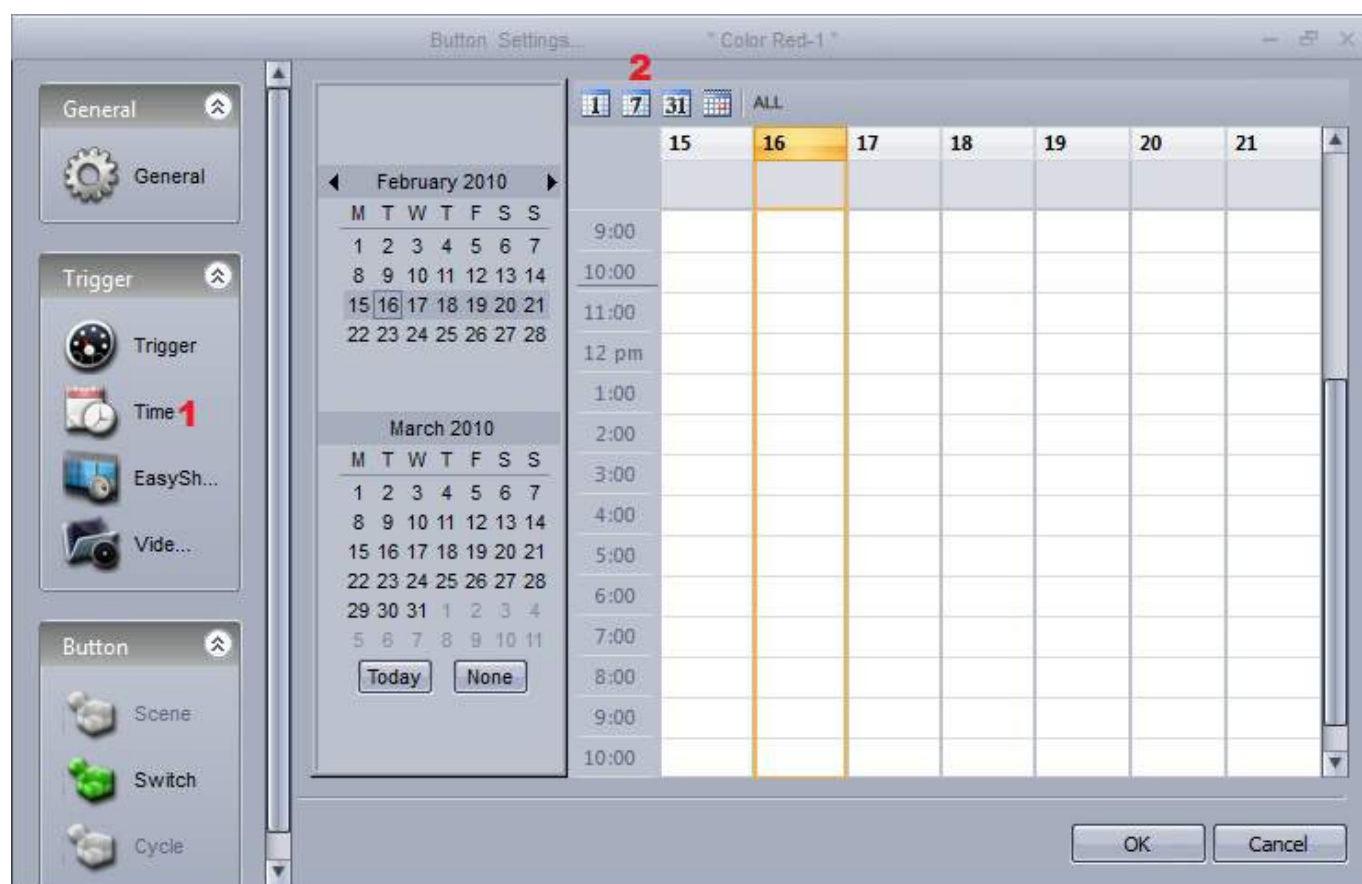 Button Settings... " Color Red-1 "
General
General
Trigger
Trigger
Time 1
EasySh...
Vide...
Button
Scene
Switch
Cycle
February 2010
M T W T F S S
1 2 3 4 5 6 7
8 9 10 11 12 13 14
15 16 17 18 19 20 21
22 23 24 25 26 27 28
March 2010
M T W T F S S
1 2 3 4 5 6 7
8 9 10 11 12 13 14
15 16 17 18 19 20 21
22 23 24 25 26 27 28
29 30 31 1 2 3 4
5 6 7 8 9 10 11
Today None
2
1 7 31 ALL
15 16 17 18 19 20 21
9:00
10:00
11:00
12 pm
1:00
2:00
3:00
4:00
5:00
6:00
7:00
8:00
9:00
10:00
OK Cancel